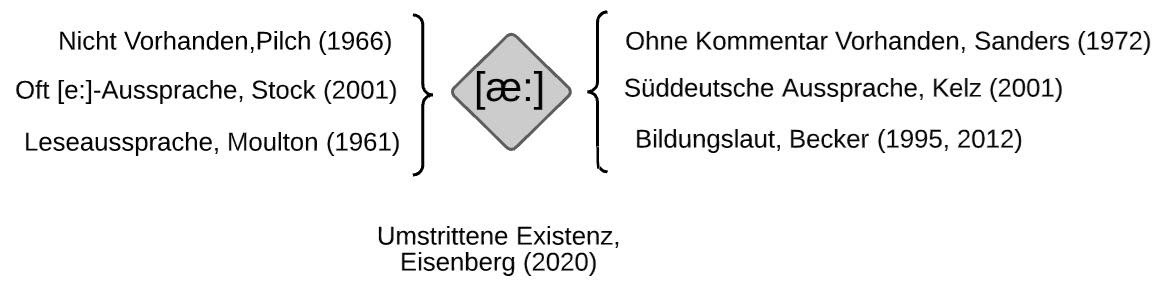 Nicht Vorhanden,Pilch (1966)
Oft [e:]-Aussprache, Stock (2001)
Leseaussprache, Moulton (1961)
[æ:]
Ohne Kommentar Vorhanden, Sanders (1972)
Süddeutsche Aussprache, Kelz (2001)
Bildungslaut, Becker (1995, 2012)
Umstrittene Existenz,
Eisenberg (2020)